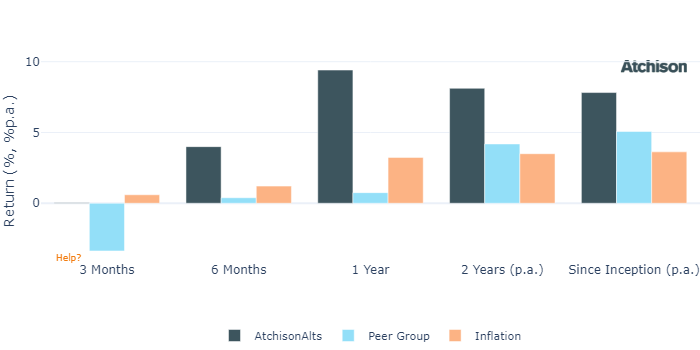 10
Atchison
5
0
Return (%, %p.a.)
Help?
3 Months
6 Months
1 Year
2 Years (p.a.)
Since Inception (p.a.)
AtchisonAlts
Peer Group
Inflation